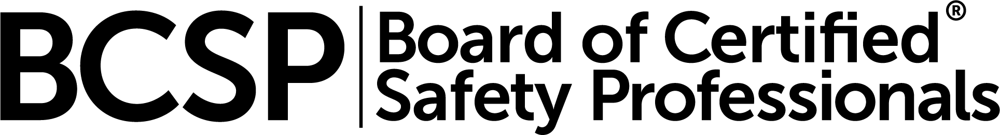 BCSP
Board of Certified®
Safety Professionals